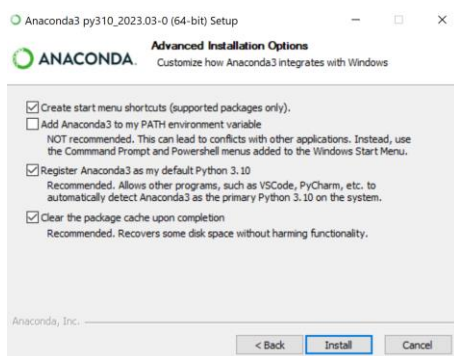 Anaconda3 py310_2023.03-0 (64-bit) Setup
ANACONDA.
Advanced Installation Options
Customize how Anaconda3 integrates with Windows
Create start menu shortcuts (supported packages only).
Add Anaconda3 to my PATH environment variable
NOT recommended. This can lead to conflicts with other applications. Instead, use
the Commmand Prompt and Powershell menus added to the Windows Start Menu.
Register Anaconda3 as my default Python 3.10
Recommended. Allows other programs, such as VSCode, PyCharm, etc. to
automatically detect Anaconda3 as the primary Python 3.10 on the system.
Clear the package cache upon completion
Recommended. Recovers some disk space without harming functionality.
Anaconda, Inc.
< Back
Install
Cancel